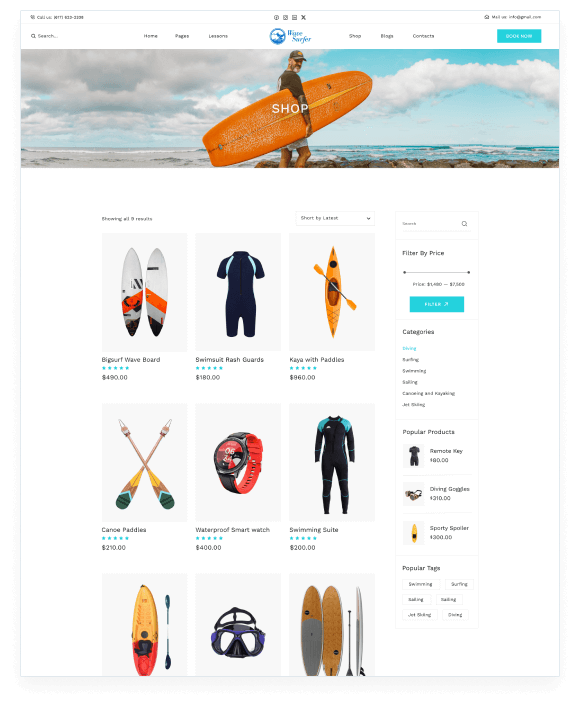 Call us: (877) 620-2209
Mail us: info@gmail.com
Search...
Home
Pages
Lessons
Wave
Surfer
Shop
Blogs
Contacts
BOOK NOW
SHOP
Showing all 9 results
Short by Latest
Bigsurf Wave Board
$490.00
Swimsuit Rash Guards
$180.00
Kaya with Paddles
$960.00
Canoe Paddles
$210.00
Waterproof Smart watch
$400.00
Swimming Suite
$200.00
Search
Filter By Price
Price: $1,490 — $7,500
FILTER
Categories
Diving
Surfing
Swimming
Sailing
Canoeing and Kayaking
Jet Skiing
Popular Products
Remote Key
$80.00
Diving Goggles
$310.00
Sporty Spoiler
$300.00
Popular Tags
Swimming
Surfing
Sailing
Sailing
Jet Skiing
Diving